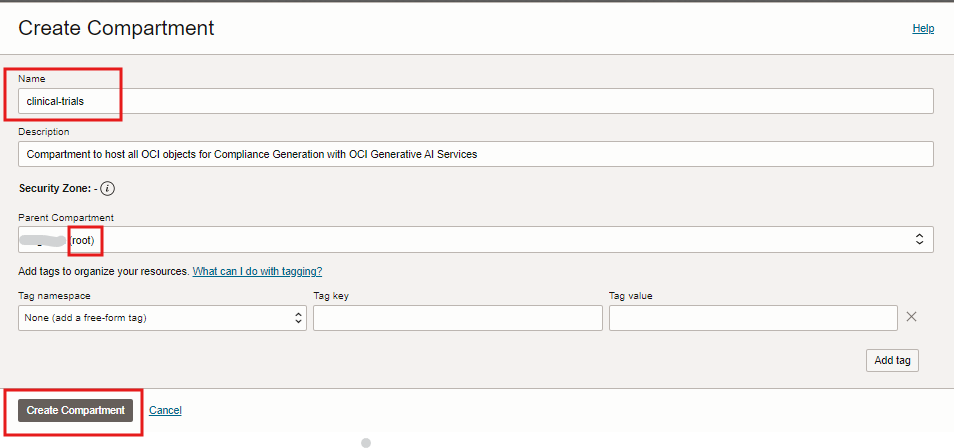 Create Compartment
Help
Name
clinical-trials
Description
Compartment to host all OCI objects for Compliance Generation with OCI Generative AI Services
Security Zone: - i
Parent Compartment
(root)
Add tags to organize your resources. What can I do with tagging?
Tag namespace Tag key Tag value
None (add a free-form tag)
Add tag
Create Compartment Cancel